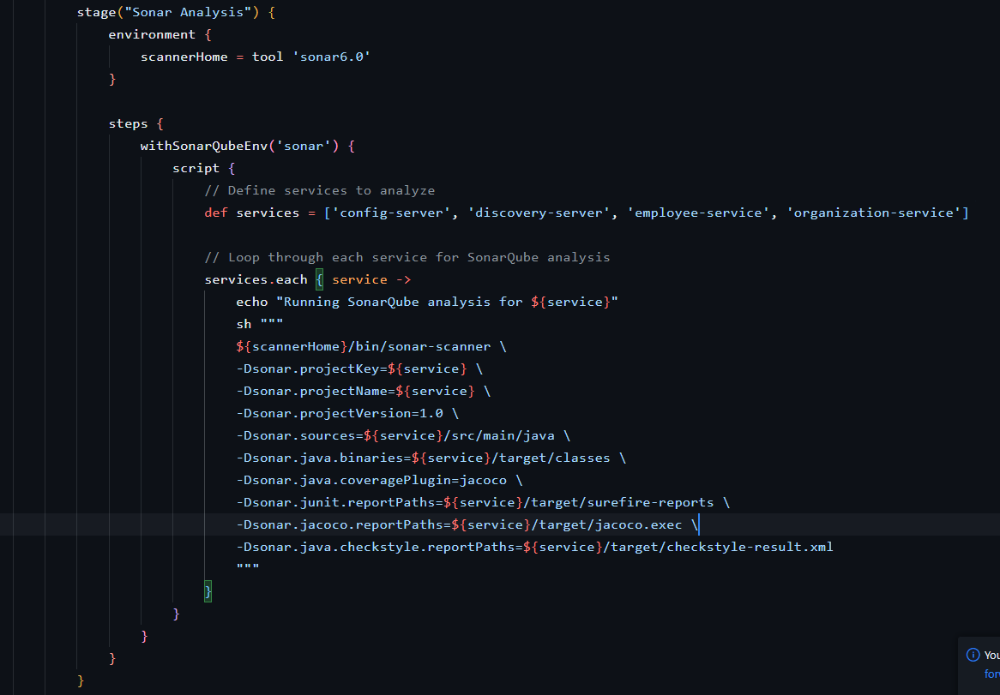 stage("Sonar Analysis") {
environment {
scannerHome = tool 'sonar6.0'
}
steps {
withSonarQubeEnv('sonar') {
script {
// Define services to analyze
def services = ['config-server', 'discovery-server', 'employee-service', 'organization-service']
// Loop through each service for SonarQube analysis
services.each { service ->
echo "Running SonarQube analysis for ${service}"
sh """
${scannerHome}/bin/sonar-scanner \
-Dsonar.projectKey=${service} \
-Dsonar.projectName=${service} \
-Dsonar.projectVersion=1.0 \
-Dsonar.sources=${service}/src/main/java \
-Dsonar.java.binaries=${service}/target/classes \
-Dsonar.java.coveragePlugin=jacoco \
-Dsonar.junit.reportPaths=${service}/target/surefire-reports \
-Dsonar.jacoco.reportPaths=${service}/target/jacoco.exec \
-Dsonar.java.checkstyle.reportPaths=${service}/target/checkstyle-result.xml
"""
}
}
}
}
}